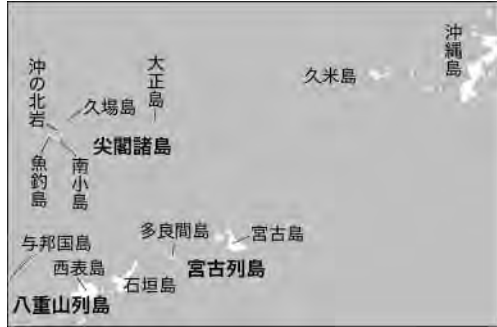 沖縄島
久米島
大正島
沖の北岩
久場島
尖閣諸島
魚釣島
南小島
多良間島
宮古島
宮古列島
与邦国島
西表島
石垣島
八重山列島